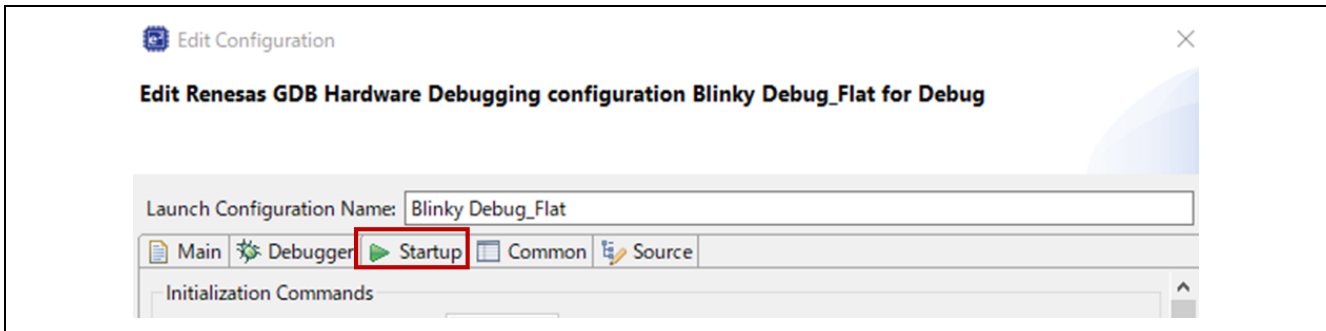 Edit Configuration
Edit Renesas GDB Hardware Debugging configuration Blinky Debug_Flat for Debug
Launch Configuration Name: Blinky Debug_Flat
Main Debugger Startup Common Source
Initialization Commands